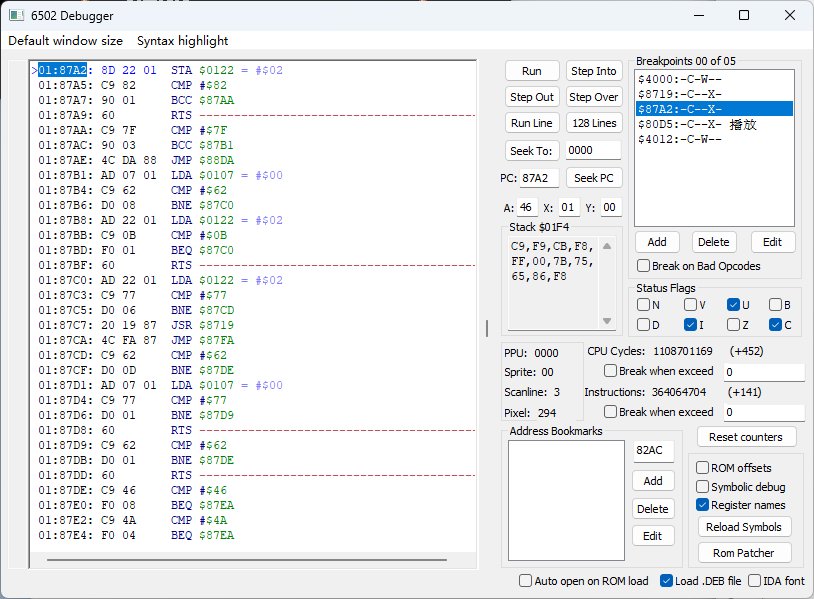 6502 Debugger
Default window size Syntax highlight
>01:87A2: 8D 22 01 STA $0122 = #$02
01:87A5: C9 82 CMP #$82
01:87A7: 90 01 BCC $87AA
01:87A9: 60 RTS
01:87AA: C9 7F CMP #$7F
01:87AC: 90 03 BCC $87B1
01:87AE: 4C DA 88 JMP $88DA
01:87B1: AD 07 01 LDA $0107 = #$00
01:87B4: C9 62 CMP #$62
01:87B6: D0 08 BNE $87C0
01:87B8: AD 22 01 LDA $0122 = #$02
01:87BB: C9 0B CMP #$0B
01:87BD: F0 01 BEQ $87C0
01:87BF: 60 RTS
01:87C0: AD 22 01 LDA $0122 = #$02
01:87C3: C9 77 CMP #$77
01:87C5: D0 06 BNE $87CD
01:87C7: 20 19 87 JSR $8719
01:87CA: 4C FA 87 JMP $87FA
01:87CD: C9 62 CMP #$62
01:87CF: D0 0D BNE $87DE
01:87D1: AD 07 01 LDA $0107 = #$00
01:87D4: C9 77 CMP #$77
01:87D6: D0 01 BNE $87D9
01:87D8: 60 RTS
01:87D9: C9 62 CMP #$62
01:87DB: D0 01 BNE $87DE
01:87DD: 60 RTS
01:87DE: C9 46 CMP #$46
01:87E0: F0 08 BEQ $87EA
01:87E2: C9 4A CMP #$4A
01:87E4: F0 04 BEQ $87EA
Run Step Into
Step Out Step Over
Run Line 128 Lines
Seek To: 0000
PC: 87A2 Seek PC
A: 46 X: 01 Y: 00
Stack $01F4
C9,F9,CB,F8,
FF,00,7B,75,
65,86,F8
Breakpoints 00 of 05
$4000:-C-W--
$8719:-C--X-
$87A2:-C--X-
$80D5:-C--X- 播放
$4012:-C-W--
Add Delete Edit
Break on Bad Opcodes
Status Flags
N V U B
D I Z C
PPU: 0000
Sprite: 00
Scanline: 3
Pixel: 294
CPU Cycles: 1108701169 (+452)
Break when exceed 0
Instructions: 364064704 (+141)
Break when exceed 0
Address Bookmarks
82AC
Add
Delete
Edit
Reset counters
ROM offsets
Symbolic debug
Register names
Reload Symbols
Rom Patcher
Auto open on ROM load Load .DEB file IDA font